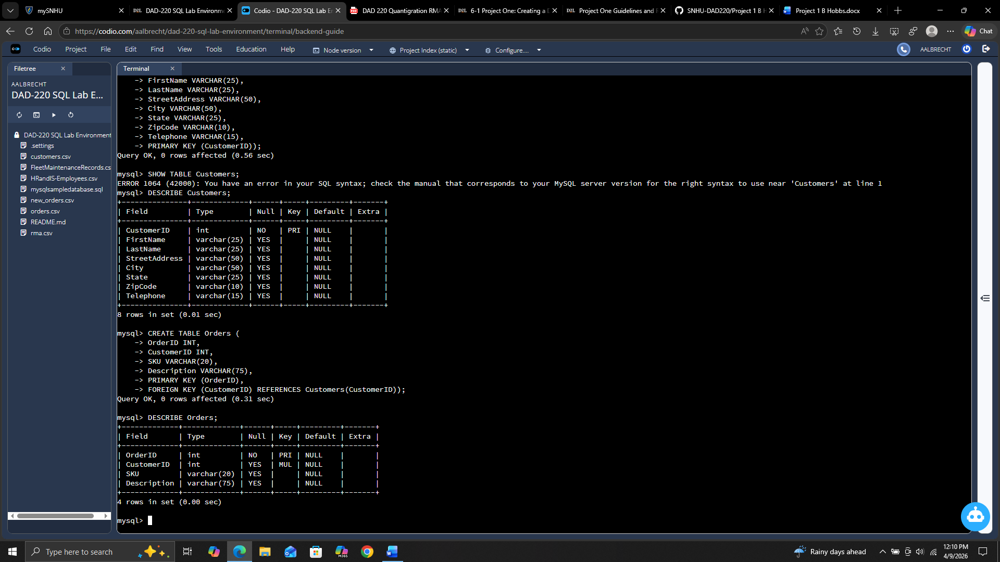 mySNHU
DAD-220 SQL Lab Environm
Codio - DAD-220 SQL Lab E
DAD 220 Quantigration RMA
6-1 Project One: Creating a
Project One Guidelines and
SNHU-DAD220/Project 1 B H
Project 1 B Hobbs.docx
https://codio.com/aalbrecht/dad-220-sql-lab-environment/terminal/backend-guide
Chat
Codio Project File Edit Find View Tools Education Help Node version Project Index (static) Configure.... AALBRECHT
Filetree
AALBRECHT
DAD-220 SQL Lab E...
DAD-220 SQL Lab Environment
.settings
customers.csv
FleetMaintenanceRecords.cs
HRandIS-Employees.csv
mysqlsampledatabase.sql
new_orders.csv
orders.csv
README.md
rma.csv
Terminal
-> FirstName VARCHAR(25),
-> LastName VARCHAR(25),
-> StreetAddress VARCHAR(50),
-> City VARCHAR(50),
-> State VARCHAR(25),
-> ZipCode VARCHAR(10),
-> Telephone VARCHAR(15),
-> PRIMARY KEY (CustomerID));
Query OK, 0 rows affected (0.56 sec)
mysql> SHOW TABLE Customers;
ERROR 1064 (42000): You have an error in your SQL syntax; check the manual that corresponds to your MySQL server version for the right syntax to use near 'Customers' at line 1
mysql> DESCRIBE Customers;
+---------------+-------------+------+-----+---------+-------+
| Field | Type | Null | Key | Default | Extra |
+---------------+-------------+------+-----+---------+-------+
| CustomerID | int | NO | PRI | NULL | |
| FirstName | varchar(25) | YES | | NULL | |
| LastName | varchar(25) | YES | | NULL | |
| StreetAddress | varchar(50) | YES | | NULL | |
| City | varchar(50) | YES | | NULL | |
| State | varchar(25) | YES | | NULL | |
| ZipCode | varchar(10) | YES | | NULL | |
| Telephone | varchar(15) | YES | | NULL | |
+---------------+-------------+------+-----+---------+-------+
8 rows in set (0.01 sec)
mysql> CREATE TABLE Orders (
-> OrderID INT,
-> CustomerID INT,
-> SKU VARCHAR(20),
-> Description VARCHAR(75),
-> PRIMARY KEY (OrderID),
-> FOREIGN KEY (CustomerID) REFERENCES Customers(CustomerID));
Query OK, 0 rows affected (0.31 sec)
mysql> DESCRIBE Orders;
+-------------+-------------+------+-----+---------+-------+
| Field | Type | Null | Key | Default | Extra |
+-------------+-------------+------+-----+---------+-------+
| OrderID | int | NO | PRI | NULL | |
| CustomerID | int | YES | MUL | NULL | |
| SKU | varchar(20) | YES | | NULL | |
| Description | varchar(75) | YES | | NULL | |
+-------------+-------------+------+-----+---------+-------+
4 rows in set (0.00 sec)
mysql>
Type here to search
M365
Rainy days ahead
12:10 PM
4/9/2026